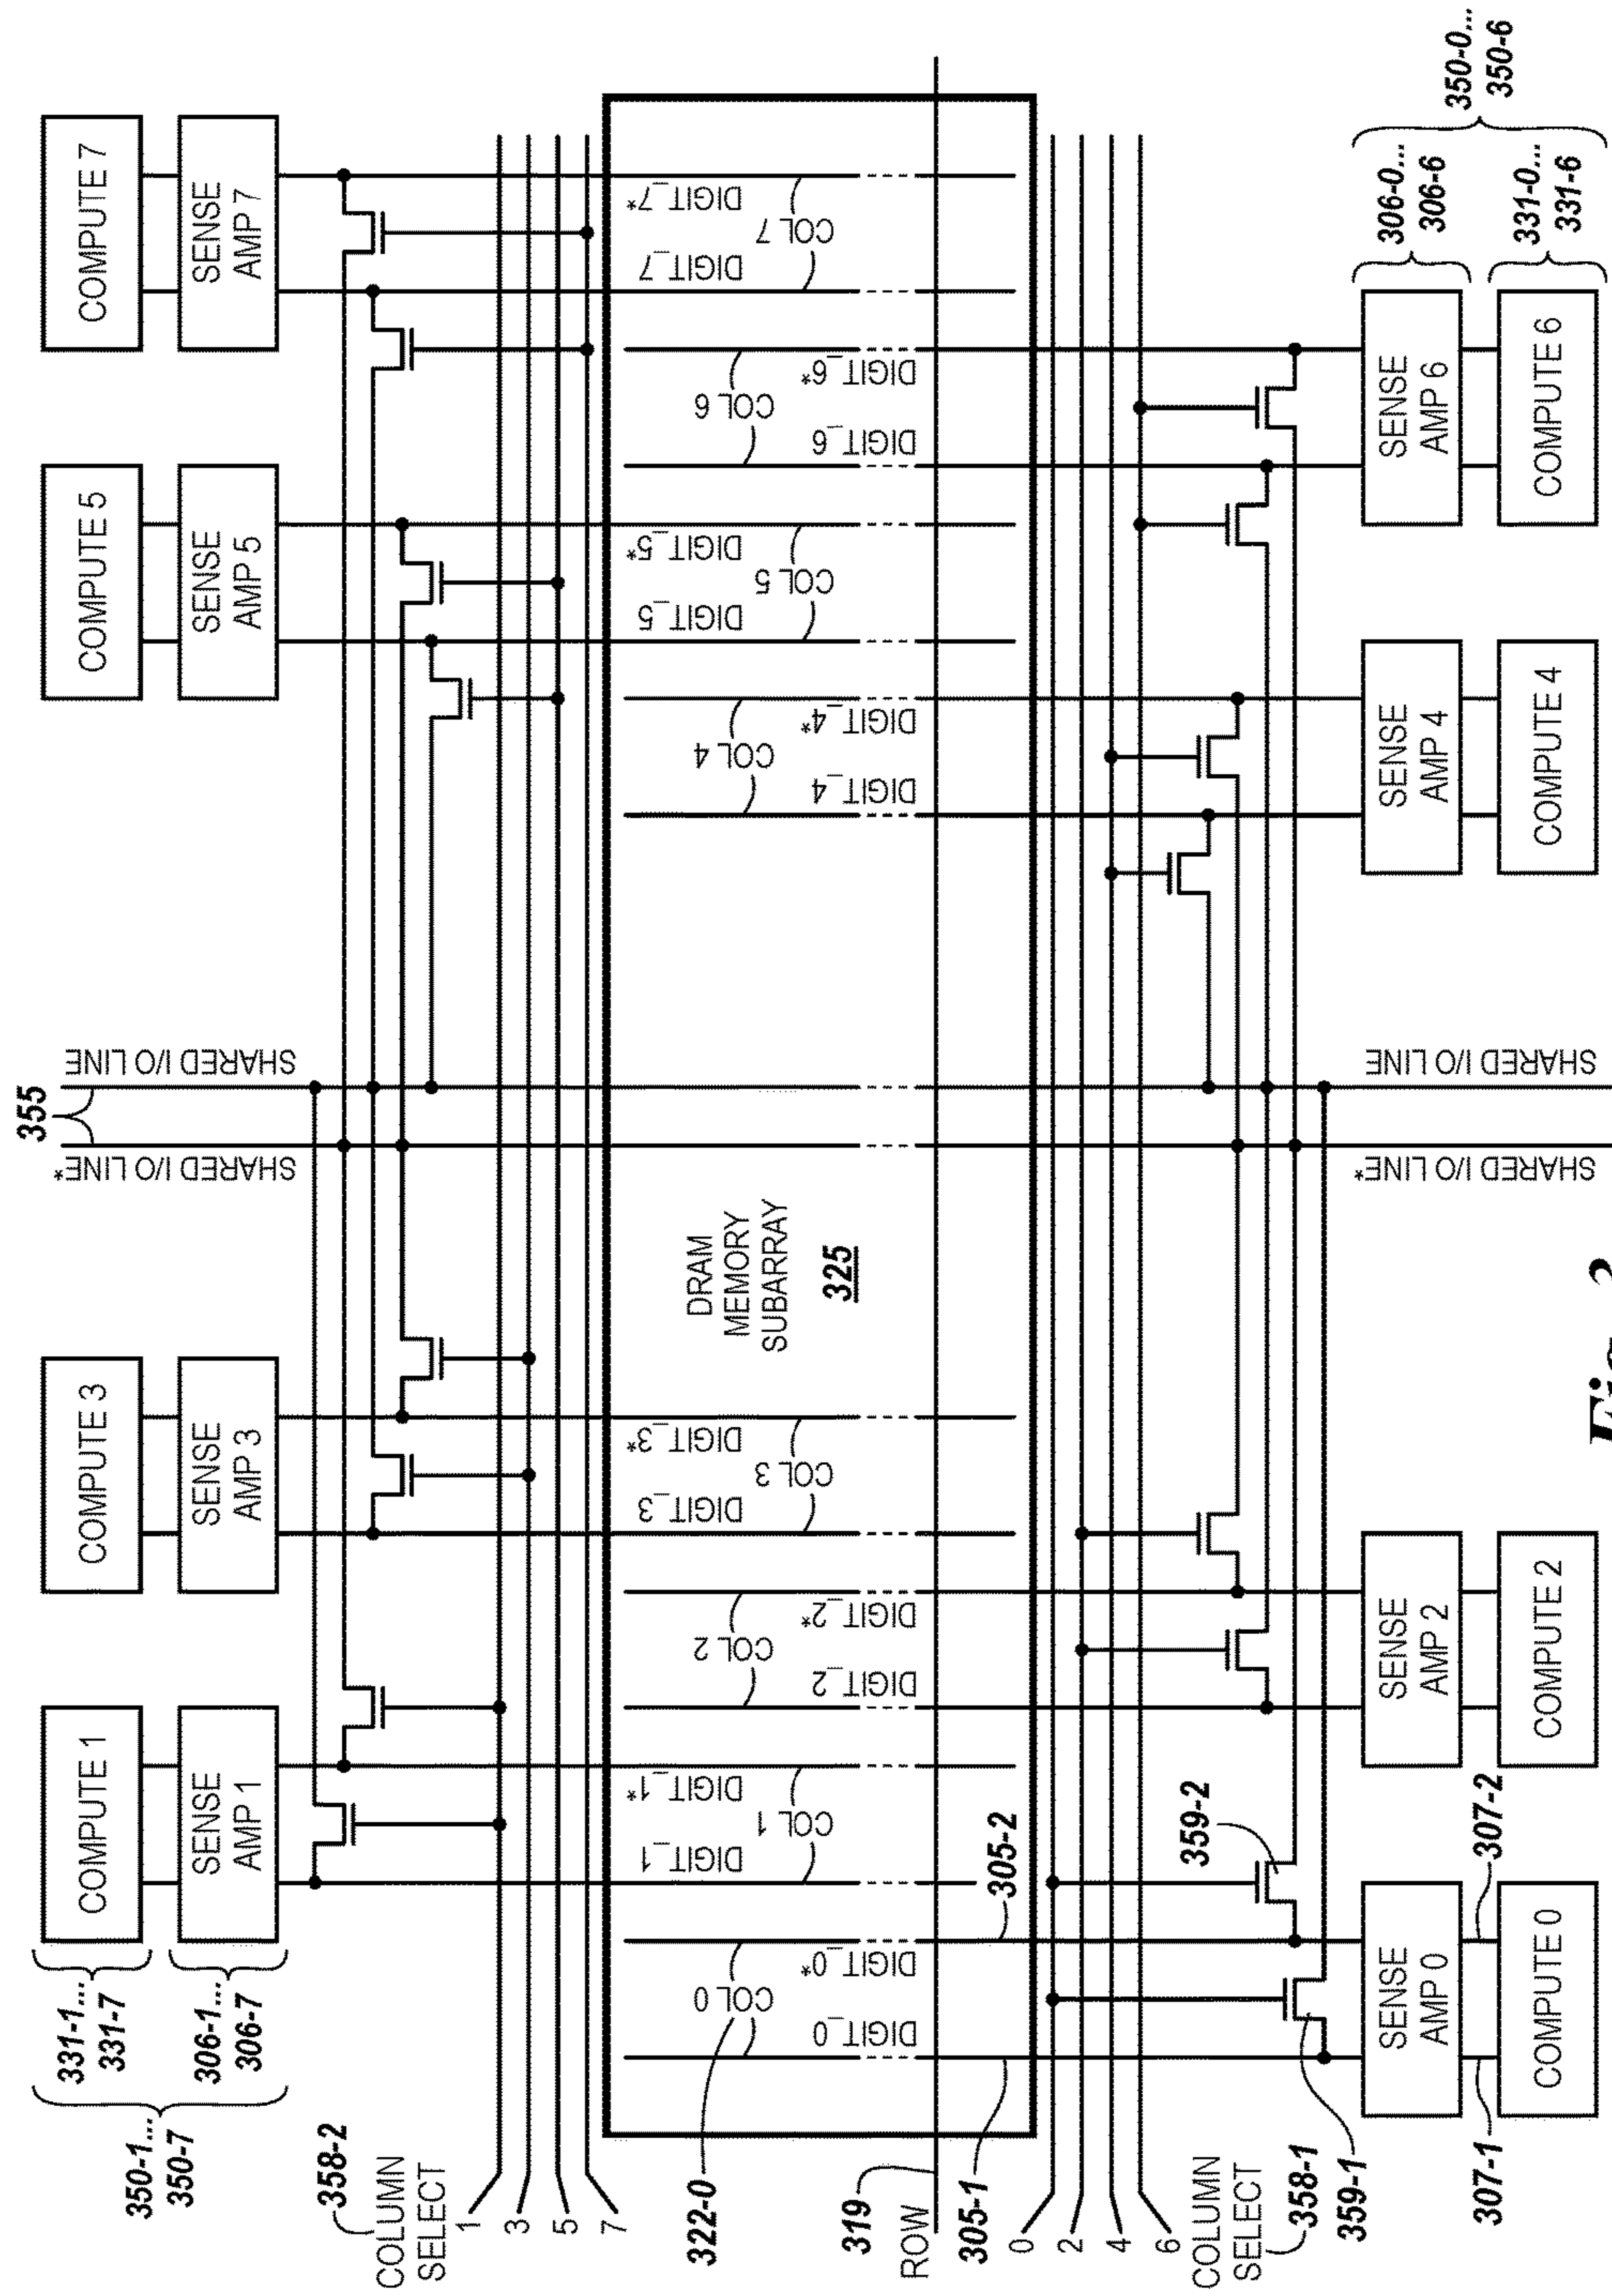 355
350-1...
350-7
331-1...
331-7
COMPUTE 1
COMPUTE 3
COMPUTE 5
COMPUTE 7
306-1...
306-7
SENSE
AMP 1
SENSE
AMP 3
SENSE
AMP 5
SENSE
AMP 7
SHARED I/O LINE*
SHARED I/O LINE
358-2
COLUMN
SELECT
1
3
5
7
DIGIT_1
COL 1
DIGIT_1*
DIGIT_3
COL 3
DIGIT_3*
DIGIT_5
COL 5
DIGIT_5*
DIGIT_7
COL 7
DIGIT_7*
322-0
DRAM
MEMORY
SUBARRAY
325
DIGIT_0
COL 0
DIGIT_0*
DIGIT_2
COL 2
DIGIT_2*
DIGIT_4
COL 4
DIGIT_4*
DIGIT_6
COL 6
DIGIT_6*
319
ROW
305-1
305-2
0
2
4
6
COLUMN
SELECT
358-1
359-1
359-2
SHARED I/O LINE*
SHARED I/O LINE
SENSE
AMP 0
SENSE
AMP 2
SENSE
AMP 4
SENSE
AMP 6
306-0...
306-6
350-0...
350-6
307-1
307-2
COMPUTE 0
COMPUTE 2
COMPUTE 4
COMPUTE 6
331-0...
331-6
Fig.